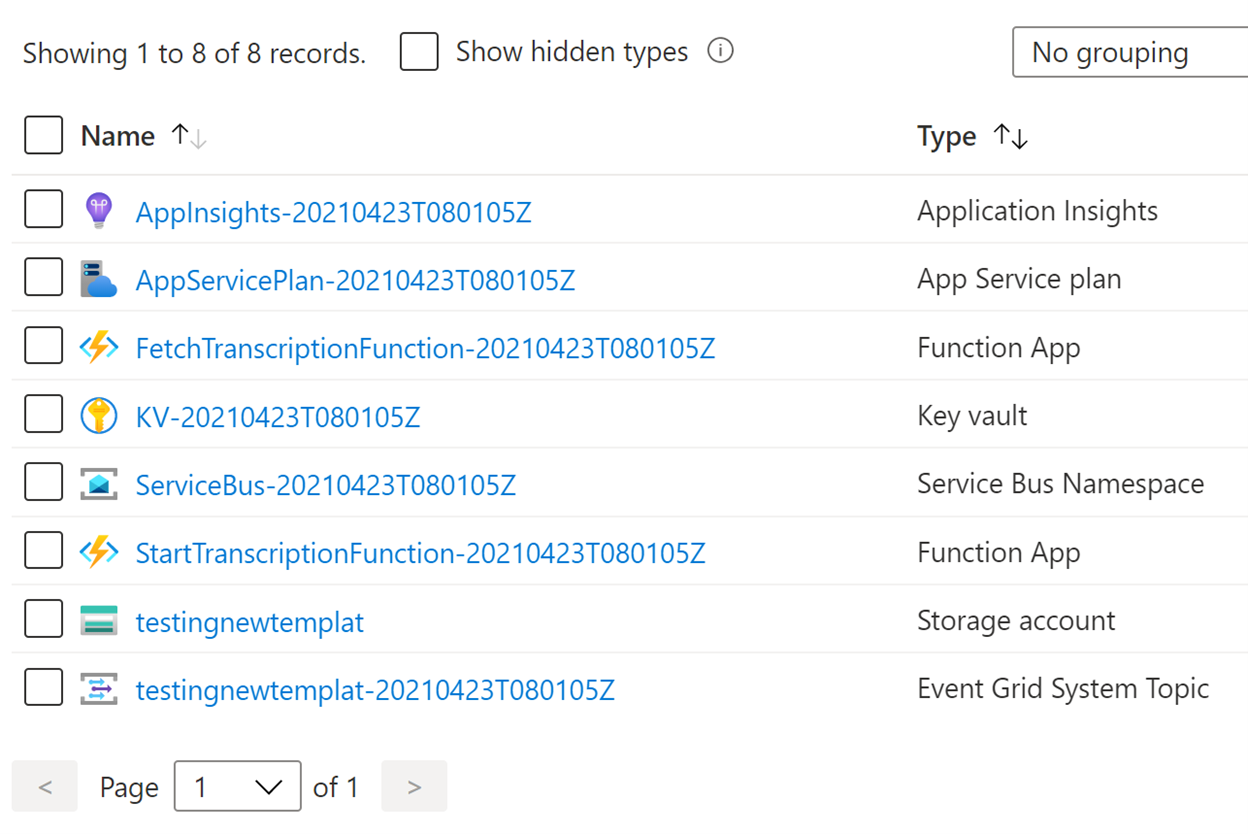 Showing 1 to 8 of 8 records. Show hidden types No grouping
Name Type
AppInsights-20210423T080105Z Application Insights
AppServicePlan-20210423T080105Z App Service plan
FetchTranscriptionFunction-20210423T080105Z Function App
KV-20210423T080105Z Key vault
ServiceBus-20210423T080105Z Service Bus Namespace
StartTranscriptionFunction-20210423T080105Z Function App
testingnewtemplat Storage account
testingnewtemplat-20210423T080105Z Event Grid System Topic
< Page 1 of 1 >